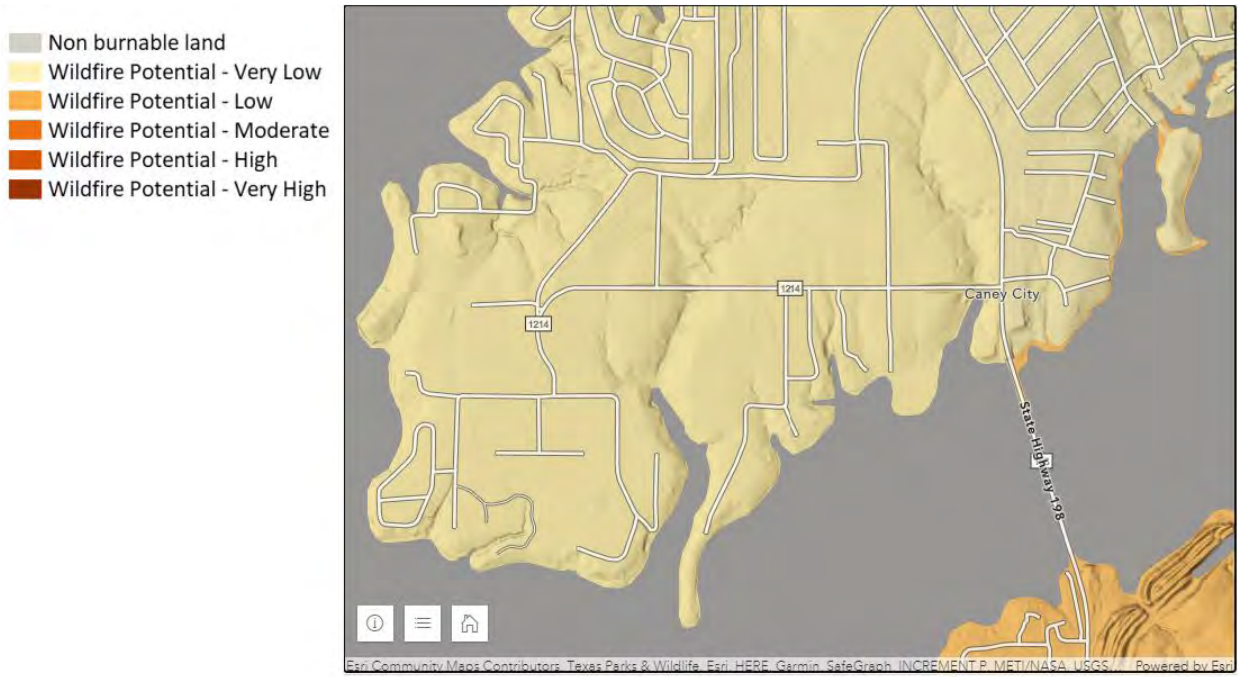 Non burnable land
Wildfire Potential - Very Low
Wildfire Potential - Low
Wildfire Potential - Moderate
Wildfire Potential - High
Wildfire Potential - Very High
1214
Caney City
1214
State Highway 198
Esri Community Maps Contributors, Texas Parks & Wildlife, Esri, HERE, Garmin, SafeGraph, INCREMENT P, METI/NASA, USGS, ... Powered by Esri